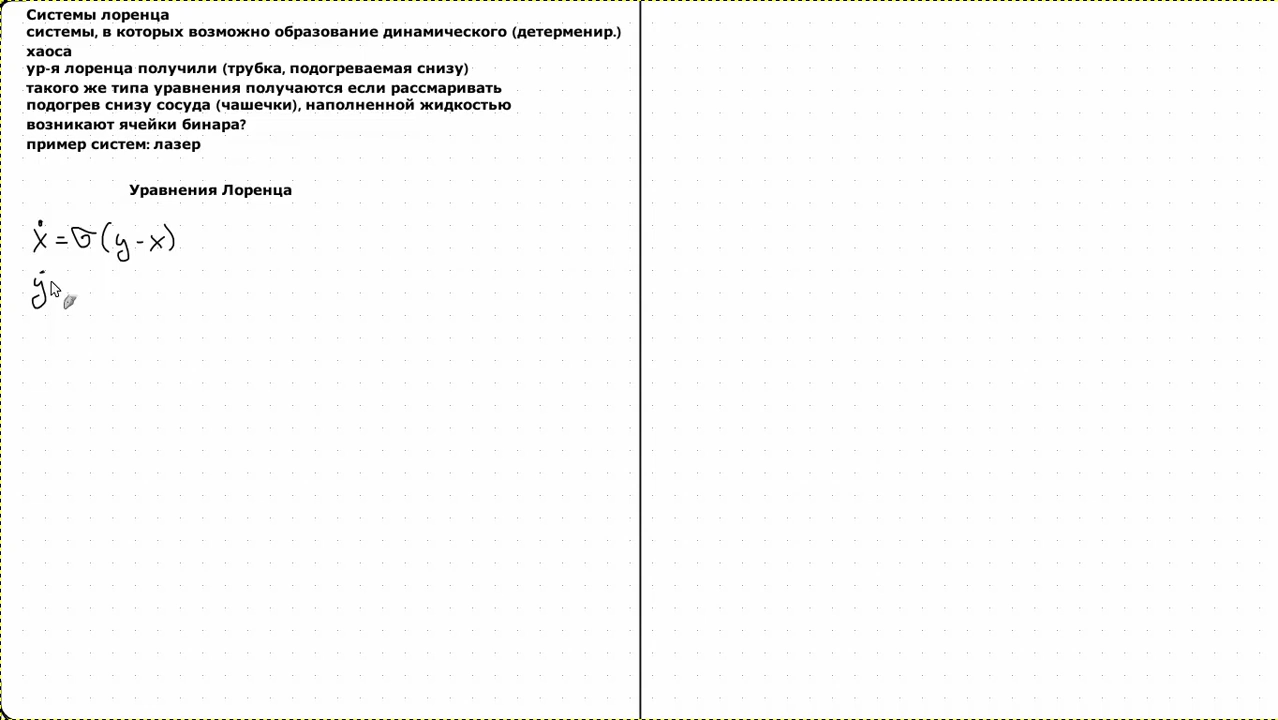 Системы лоренца
системы, в которых возможно образование динамического (детерменир.)
хаоса
ур-я лоренца получили (трубка, подогреваемая снизу)
такого же типа уравнения получаются если рассмаривать
подогрев снизу сосуда (чашечки), наполненной жидкостью
возникают ячейки бинара?
пример систем: лазер
Уравнения Лоренца
ẋ = σ(y - x)
ẏ